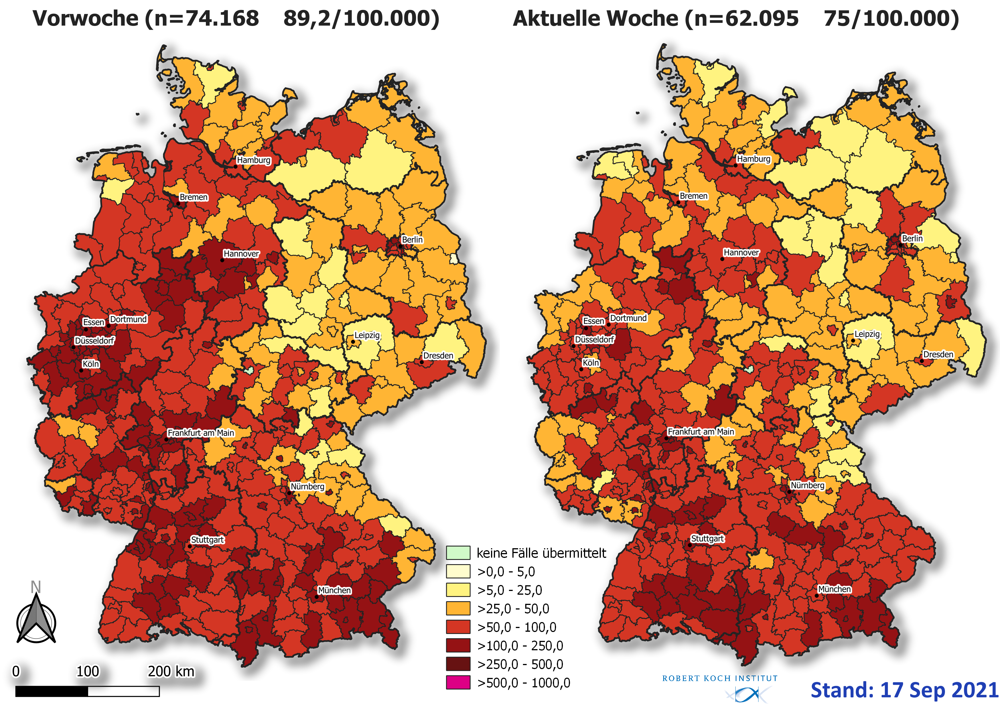 Vorwoche (n=74.168 89,2/100.000)
Aktuelle Woche (n=62.095 75/100.000)
Hamburg
Bremen
Berlin
Hannover
Essen
Dortmund
Düsseldorf
Leipzig
Köln
Dresden
Frankfurt am Main
Nürnberg
Stuttgart
München
Hamburg
Bremen
Berlin
Hannover
Essen
Dortmund
Düsseldorf
Leipzig
Köln
Dresden
Frankfurt am Main
Nürnberg
Stuttgart
München
keine Fälle übermittelt
>0,0 - 5,0
>5,0 - 25,0
>25,0 - 50,0
>50,0 - 100,0
>100,0 - 250,0
>250,0 - 500,0
>500,0 - 1000,0
N
0 100 200 km
ROBERT KOCH INSTITUT
Stand: 17 Sep 2021